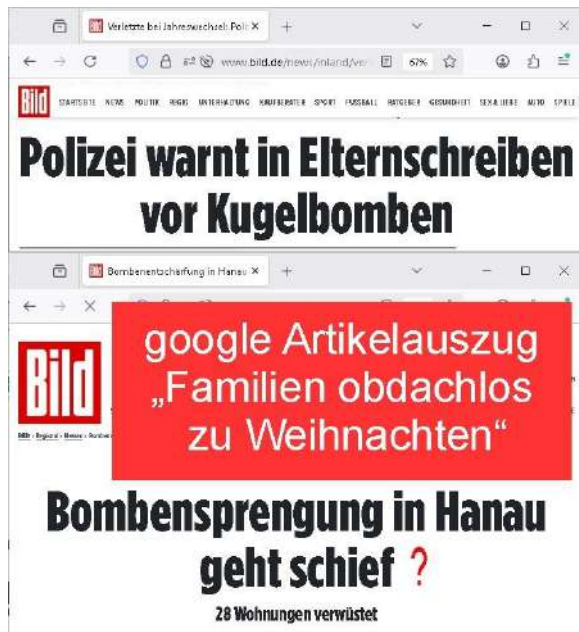 Verletzte bei Jahreswechsel: Poli
www.bild.de/news/inland/ver
67%
Bild
STARTSEITE NEWS POLITIK REGIO UNTERHALTUNG KAUFBERATER SPORT FUSSBALL RATGEBER GESUNDHEIT SEX & LIEBE AUTO SPIELE
Polizei warnt in Elternschreiben
vor Kugelbomben
Bombenentschärfung in Hanau
google Artikelauszug
„Familien obdachlos
zu Weihnachten“
Bild
Bombensprengung in Hanau
geht schief ?
28 Wohnungen verwüstet